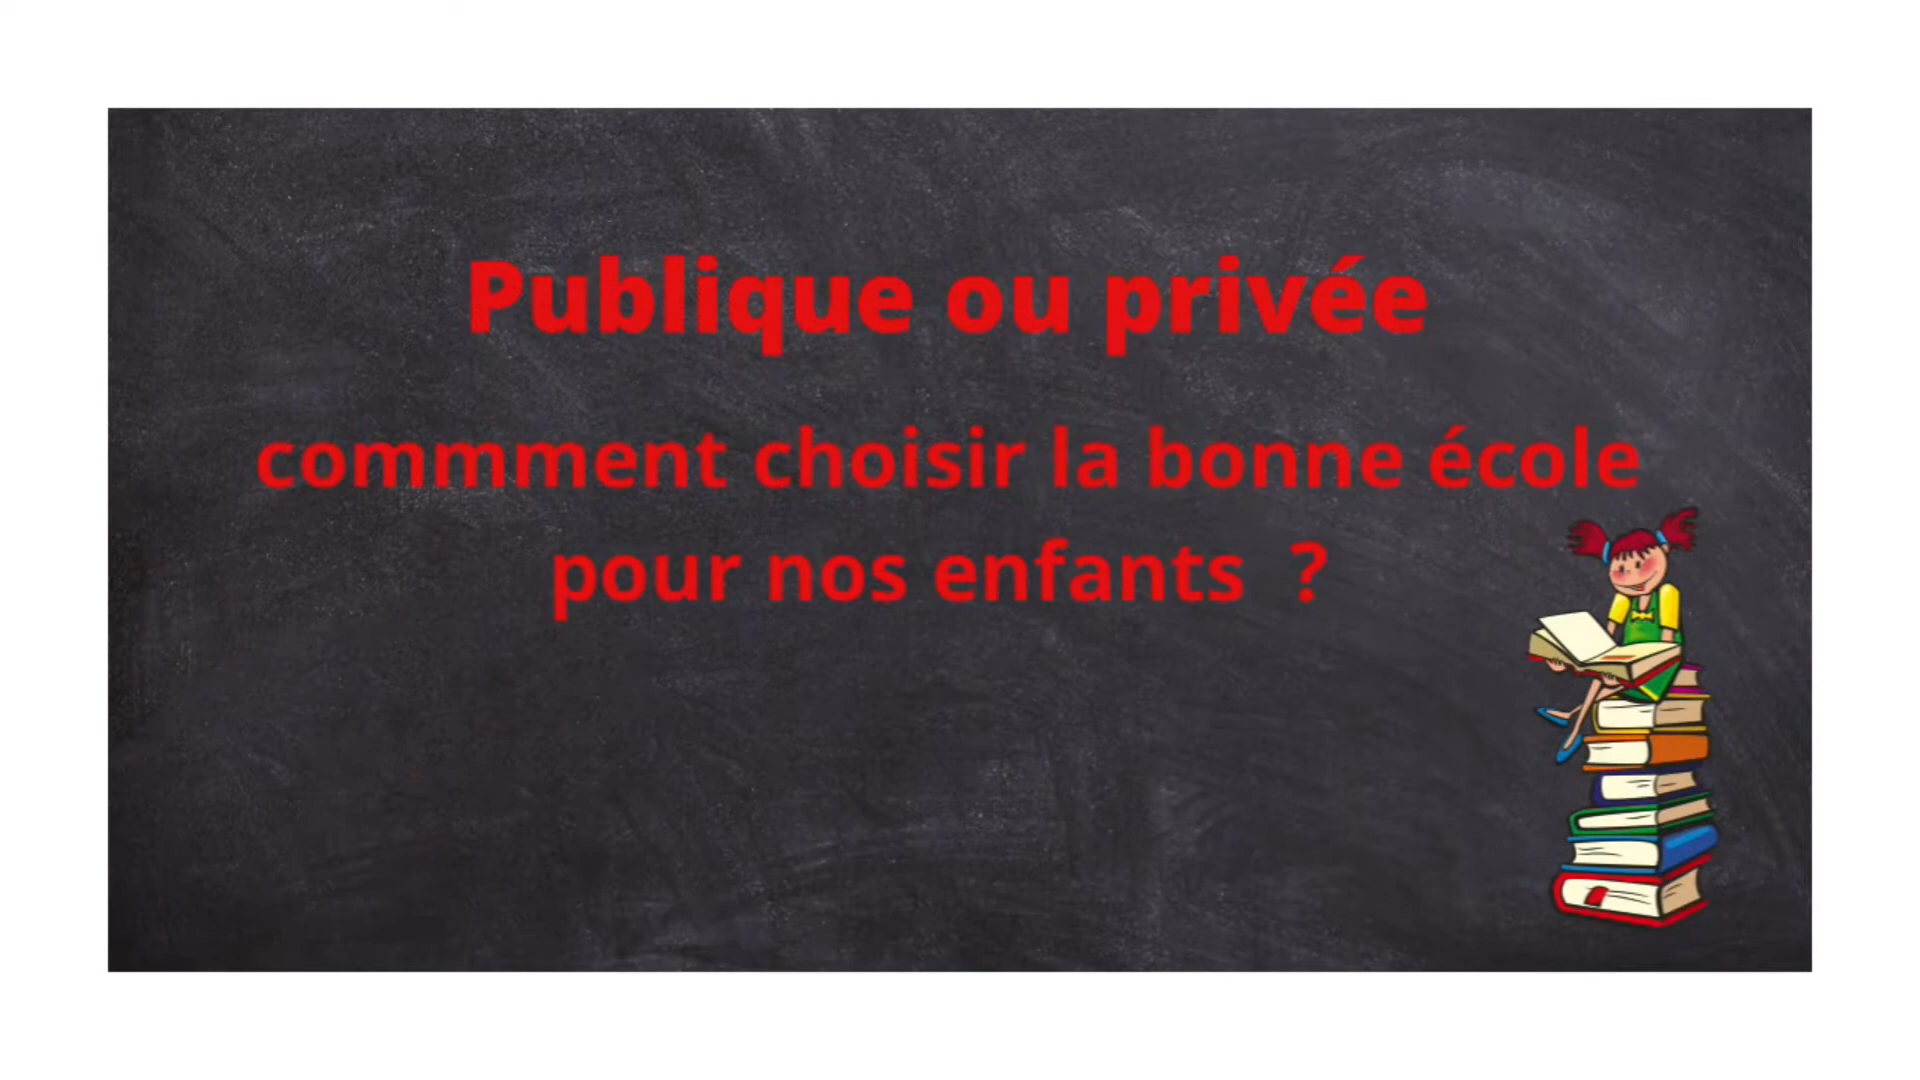 Publique ou privée
commment choisir la bonne école
pour nos enfants ?